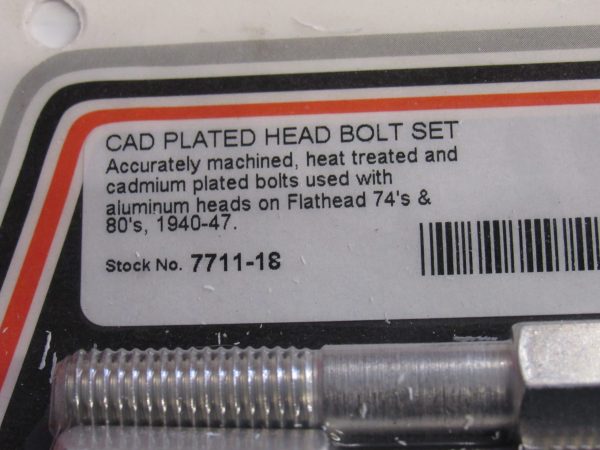 CAD PLATED HEAD BOLT SET
Accurately machined, heat treated and
cadmium plated bolts used with
aluminum heads on Flathead 74's &
80's, 1940-47.
Stock No. 7711-18